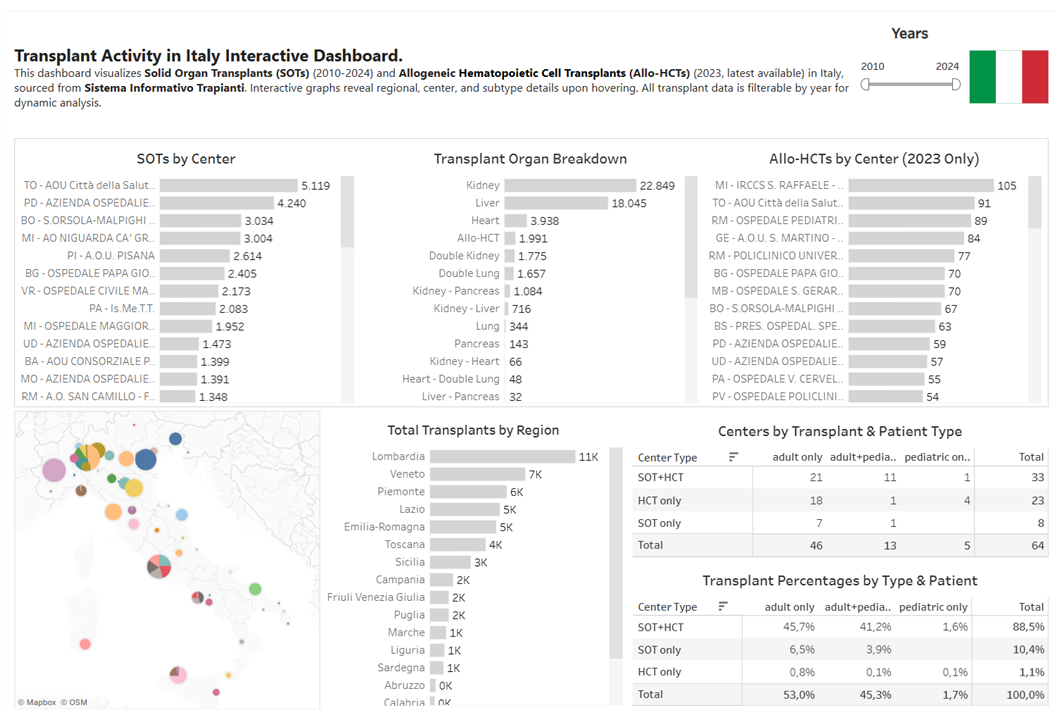 Years
Transplant Activity in Italy Interactive Dashboard.
This dashboard visualizes Solid Organ Transplants (SOTs) (2010-2024) and Allogeneic Hematopoietic Cell Transplants (Allo-HCTs) (2023, latest available) in Italy,
sourced from Sistema Informativo Trapianti. Interactive graphs reveal regional, center, and subtype details upon hovering. All transplant data is filterable by year for
dynamic analysis.
2010 2024
SOTs by Center
TO - AOU Città della Salut.. 5.119
PD - AZIENDA OSPEDALIE.. 4.240
BO - S.ORSOLA-MALPIGHI .. 3.034
MI - AO NIGUARDA CA' GR.. 3.004
PI - A.O.U. PISANA 2.614
BG - OSPEDALE PAPA GIO.. 2.405
VR - OSPEDALE CIVILE MA.. 2.173
PA - Is.Me.T.T. 2.083
MI - OSPEDALE MAGGIOR.. 1.952
UD - AZIENDA OSPEDALIE.. 1.473
BA - AOU CONSORZIALE P.. 1.399
MO - AZIENDA OSPEDALIE.. 1.391
RM - A.O. SAN CAMILLO - F.. 1.348
Transplant Organ Breakdown
Kidney 22.849
Liver 18.045
Heart 3.938
Allo-HCT 1.991
Double Kidney 1.775
Double Lung 1.657
Kidney - Pancreas 1.084
Kidney - Liver 716
Lung 344
Pancreas 143
Kidney - Heart 66
Heart - Double Lung 48
Liver - Pancreas 32
Allo-HCTs by Center (2023 Only)
MI - IRCCS S. RAFFAELE - .. 105
TO - AOU Città della Salut.. 91
RM - OSPEDALE PEDIATRI.. 89
GE - A.O.U. S. MARTINO - .. 84
RM - POLICLINICO UNIVER.. 77
BG - OSPEDALE PAPA GIO.. 70
MB - OSPEDALE S. GERAR.. 70
BO - S.ORSOLA-MALPIGHI .. 67
BS - PRES. OSPEDAL. SPE.. 63
PD - AZIENDA OSPEDALIE.. 59
UD - AZIENDA OSPEDALIE.. 57
PA - OSPEDALE V. CERVEL.. 55
PV - OSPEDALE POLICLINI.. 54
© Mapbox © OSM
Total Transplants by Region
Lombardia 11K
Veneto 7K
Piemonte 6K
Lazio 5K
Emilia-Romagna 5K
Toscana 4K
Sicilia 3K
Campania 2K
Friuli Venezia Giulia 2K
Puglia 2K
Marche 1K
Liguria 1K
Sardegna 1K
Abruzzo 0K
Calabria 0K
Centers by Transplant & Patient Type
Center Type adult only adult+pedia.. pediatric on.. Total
SOT+HCT 21 11 1 33
HCT only 18 1 4 23
SOT only 7 1 8
Total 46 13 5 64
Transplant Percentages by Type & Patient
Center Type adult only adult+pedia.. pediatric only Total
SOT+HCT 45,7% 41,2% 1,6% 88,5%
SOT only 6,5% 3,9% 10,4%
HCT only 0,8% 0,1% 0,1% 1,1%
Total 53,0% 45,3% 1,7% 100,0%